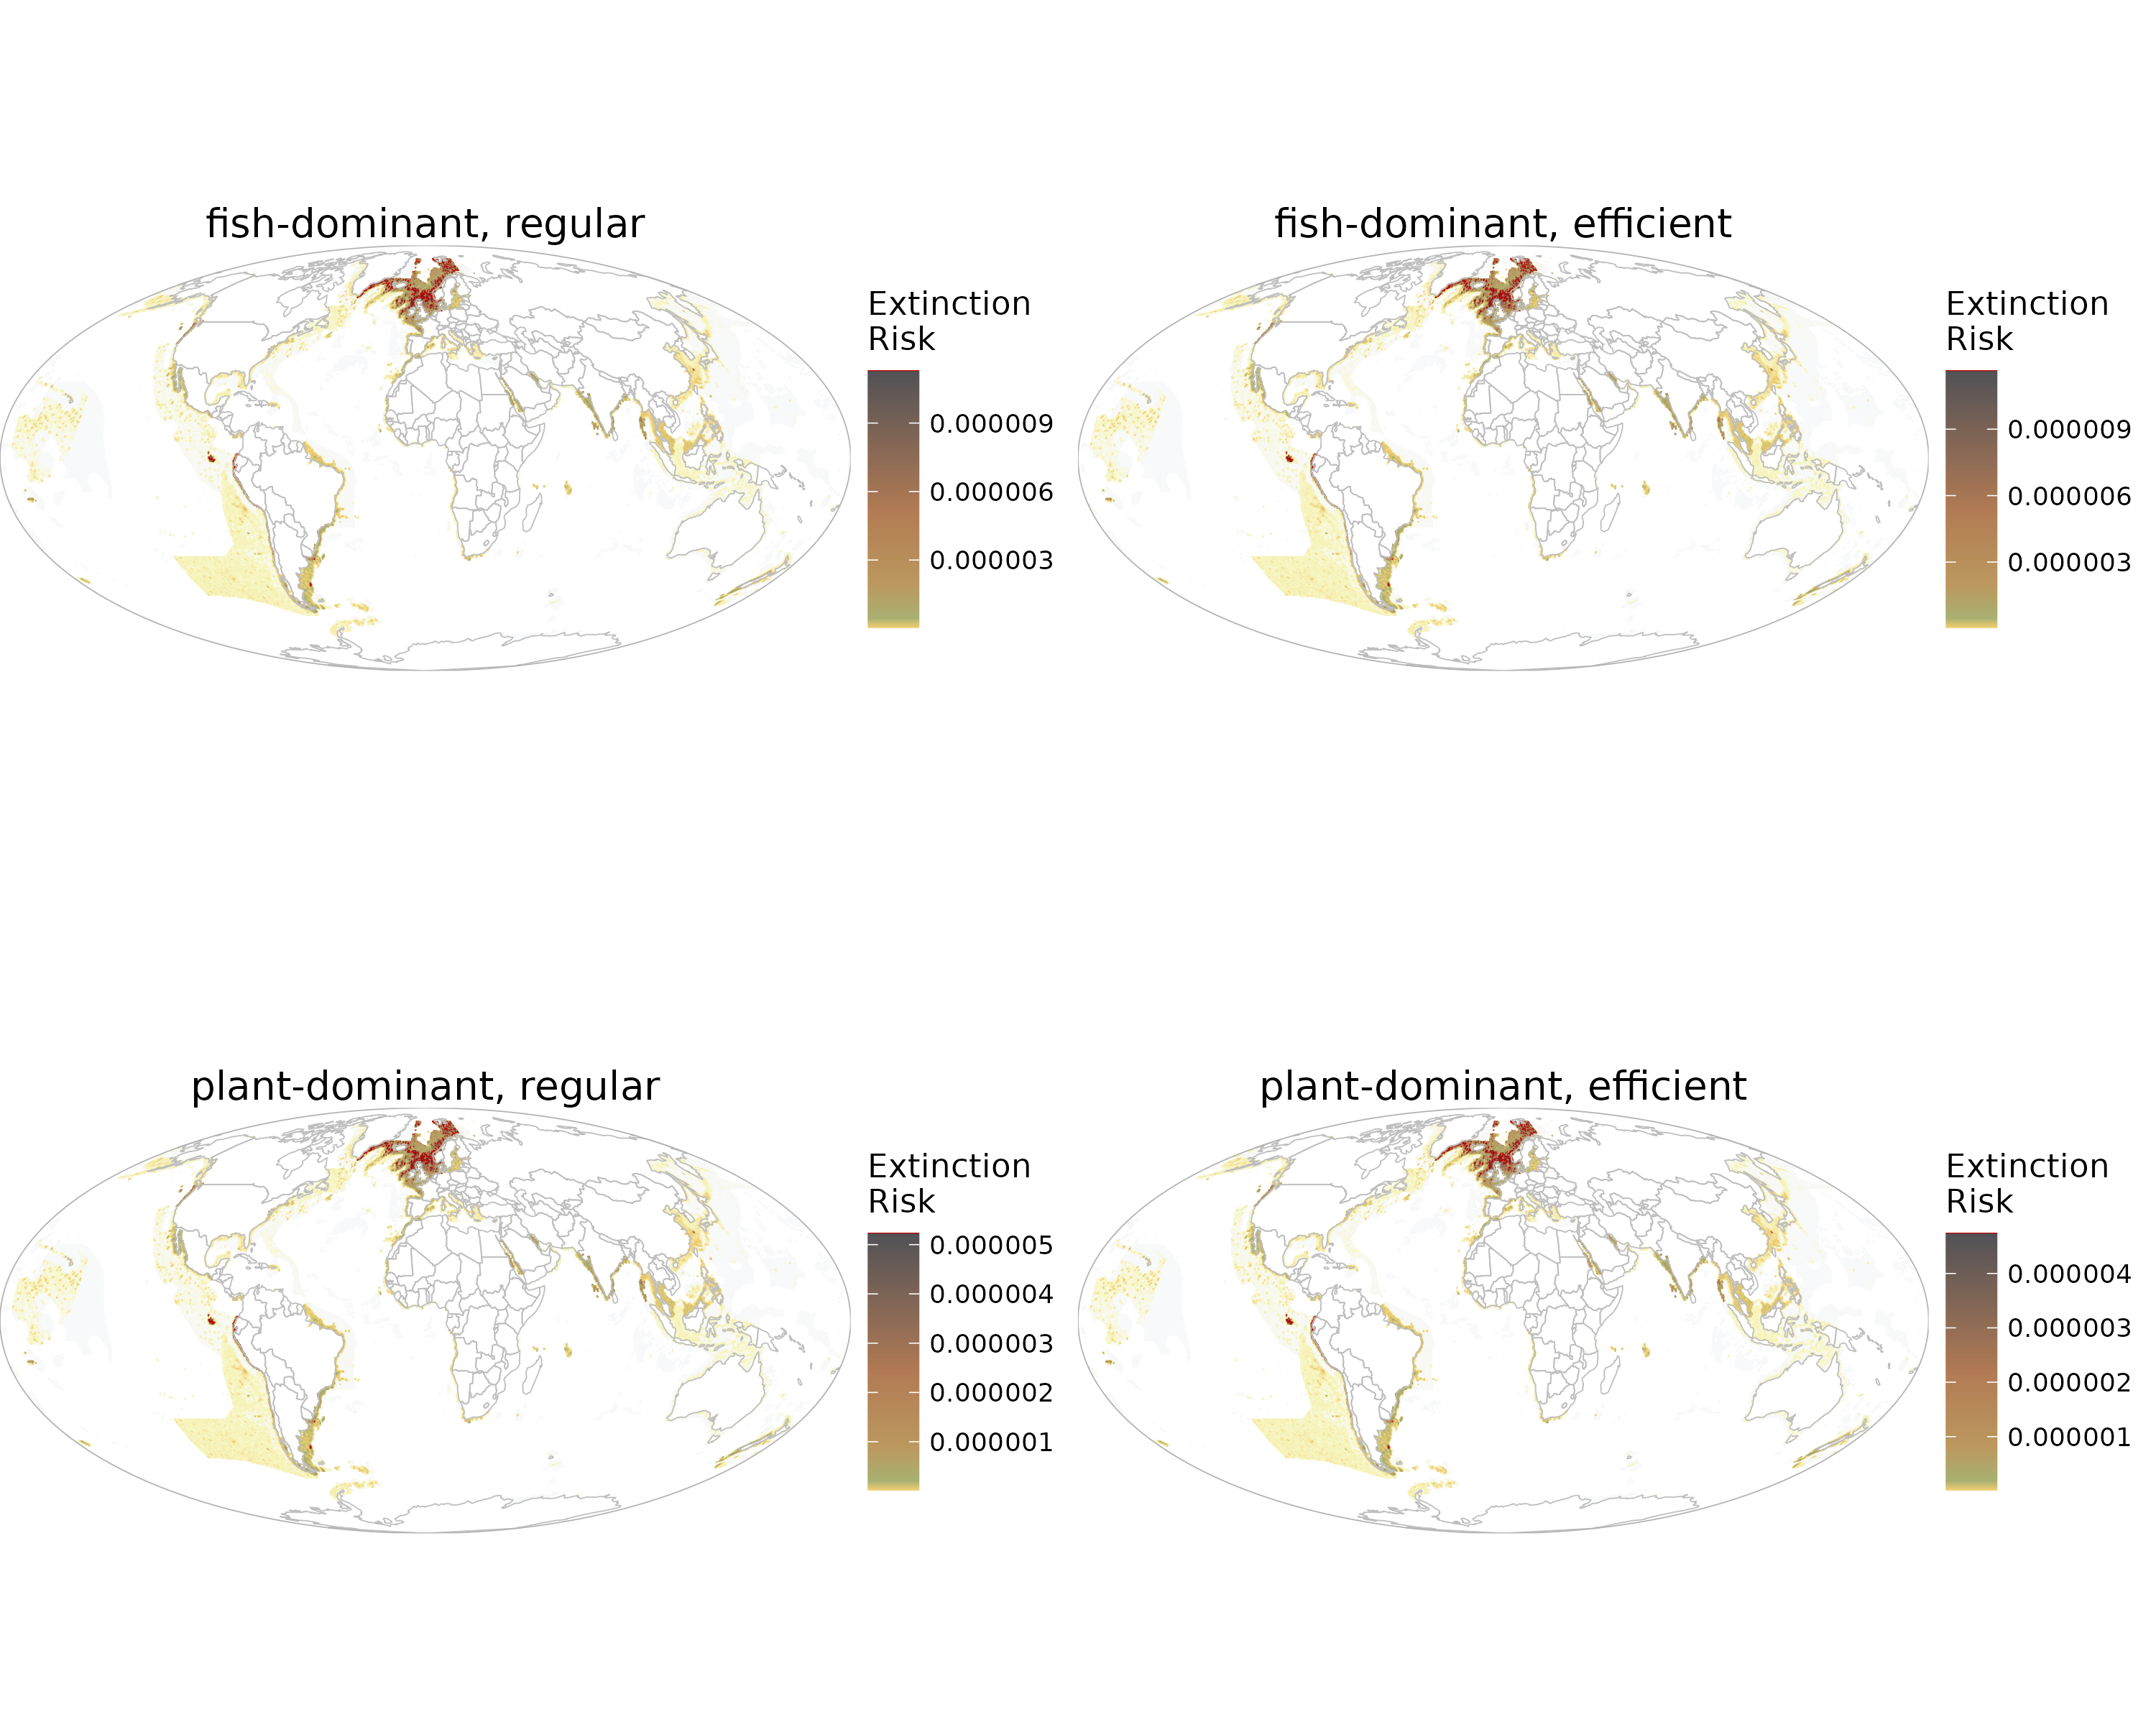 fish-dominant, regular
Extinction
Risk
0.000009
0.000006
0.000003
fish-dominant, efficient
Extinction
Risk
0.000009
0.000006
0.000003
plant-dominant, regular
Extinction
Risk
0.000005
0.000004
0.000003
0.000002
0.000001
plant-dominant, efficient
Extinction
Risk
0.000004
0.000003
0.000002
0.000001